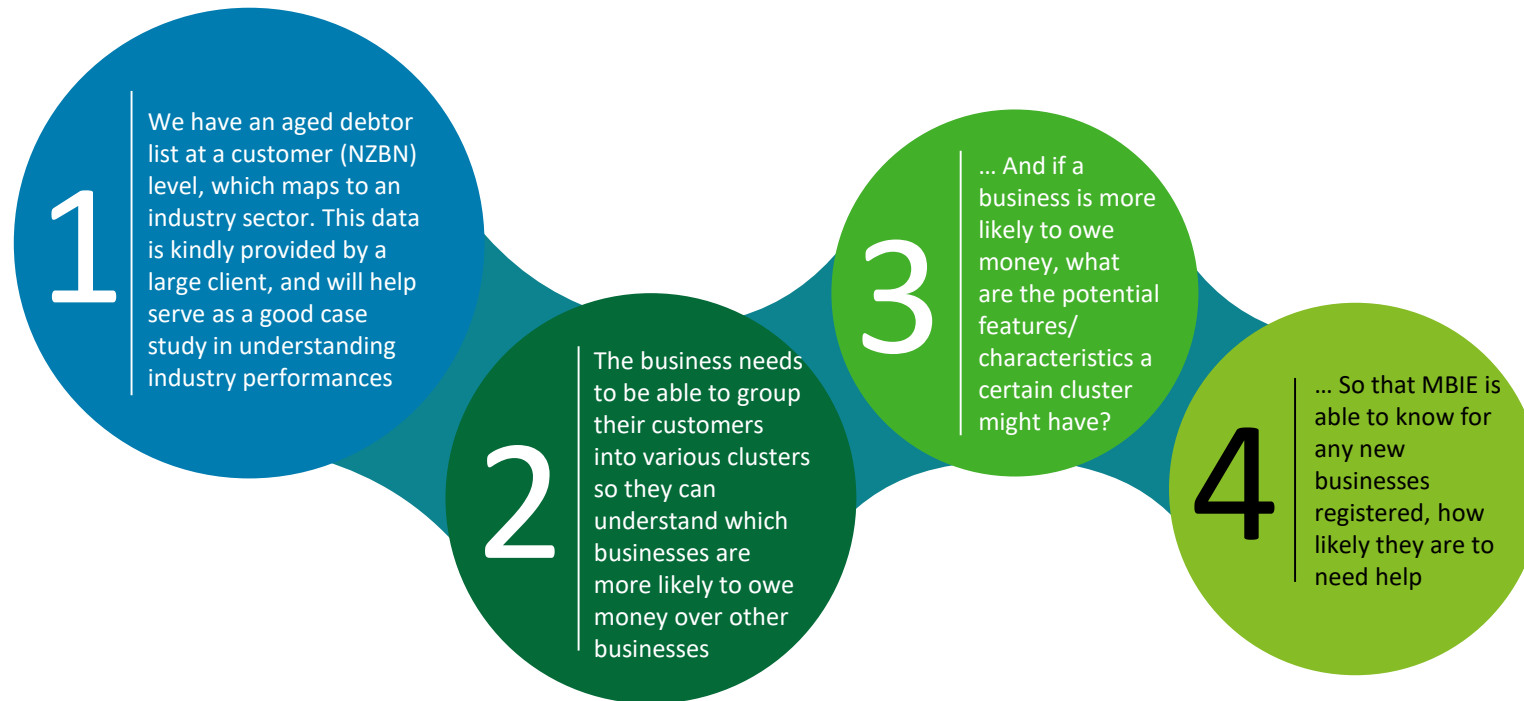 1
We have an aged debtor
list at a customer (NZBN)
level, which maps to an
industry sector. This data
is kindly provided by a
large client, and will help
serve as a good case
study in understanding
industry performances
2
The business needs
to be able to group
their customers
into various clusters
so they can
understand which
businesses are
more likely to owe
money over other
businesses
3
... And if a
business is more
likely to owe
money, what
are the potential
features/
characteristics a
certain cluster
might have?
4
... So that MBIE is
able to know for
any new
businesses
registered, how
likely they are to
need help